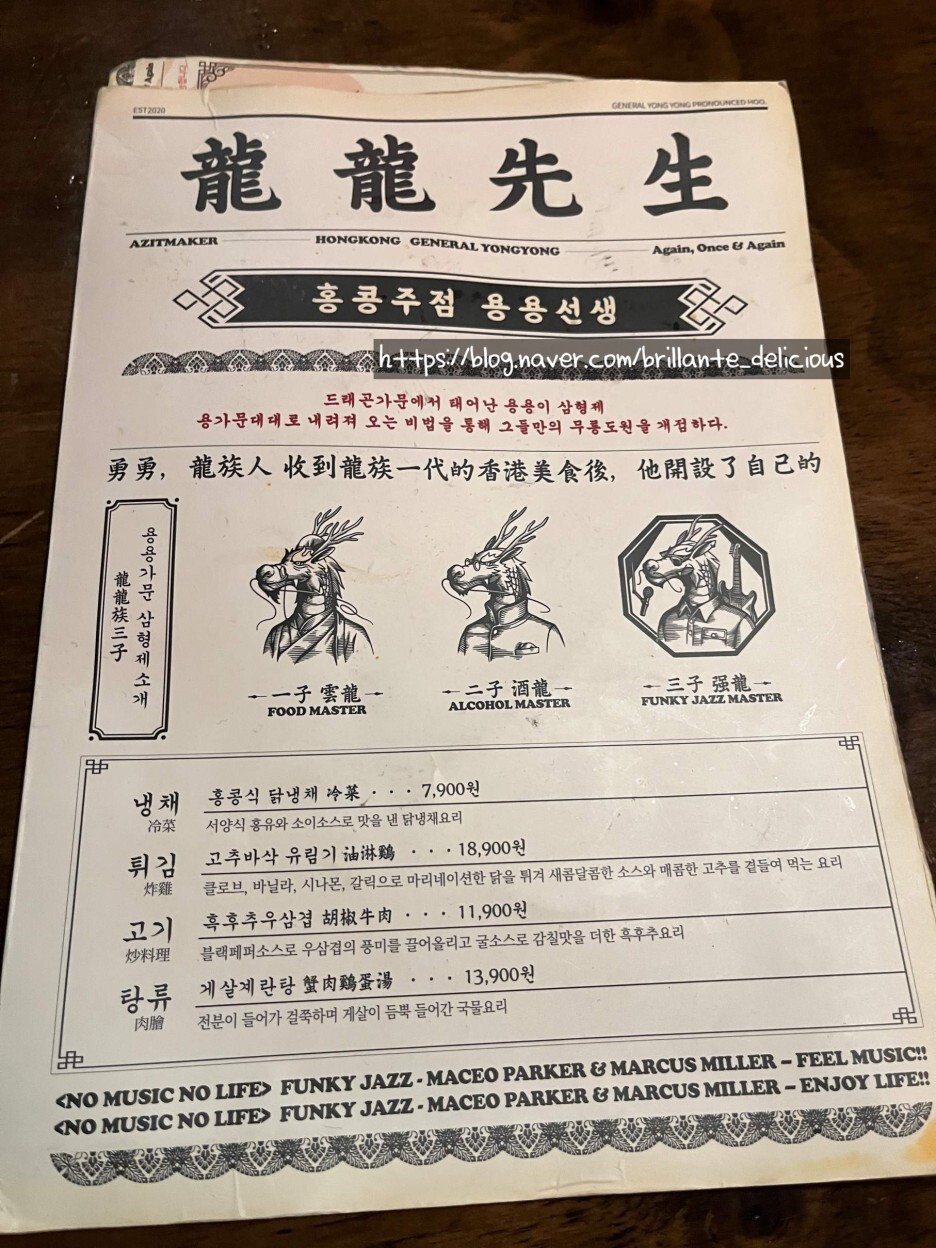 Again
EST2020
GENERAL YONG YONG PRONOUNCED HOO.
龍龍先生
AZITMAKER HONGKONG GENERAL YONGYONG Again, Once & Again
홍콩주점 용용선생
https://blog.naver.com/brillante_delicious
드래곤가문에서 태어난 용용이 삼형제
용가문대대로 내려져 오는 비법을 통해 그들만의 무릉도원을 개점하다.
勇勇, 龍族人 收到龍族一代的香港美食後, 他開設了自己的
용용가문 삼형제소개
龍龍族三子
一子 雲龍
FOOD MASTER
二子 酒龍
ALCOHOL MASTER
三子 强龍
FUNKY JAZZ MASTER
냉채 홍콩식 닭냉채 冷菜 · · · 7,900원
冷菜 서양식 홍유와 소이소스로 맛을 낸 닭냉채요리
튀김 고추바삭 유림기 油淋鷄 · · · 18,900원
炸雞 클로브, 바닐라, 시나몬, 갈릭으로 마리네이션한 닭을 튀겨 새콤달콤한 소스와 매콤한 고추를 곁들여 먹는 요리
고기 흑후추우삼겹 胡椒牛肉 · · · 11,900원
炒料理 블랙페퍼소스로 우삼겹의 풍미를 끌어올리고 굴소스로 감칠맛을 더한 흑후추요리
탕류 게살계란탕 蟹肉鷄蛋湯 · · · 13,900원
肉膾 전분이 들어가 걸쭉하며 게살이 듬뿍 들어간 국물요리
<NO MUSIC NO LIFE> FUNKY JAZZ - MACEO PARKER & MARCUS MILLER – FEEL MUSIC!!
<NO MUSIC NO LIFE> FUNKY JAZZ - MACEO PARKER & MARCUS MILLER – ENJOY LIFE!!